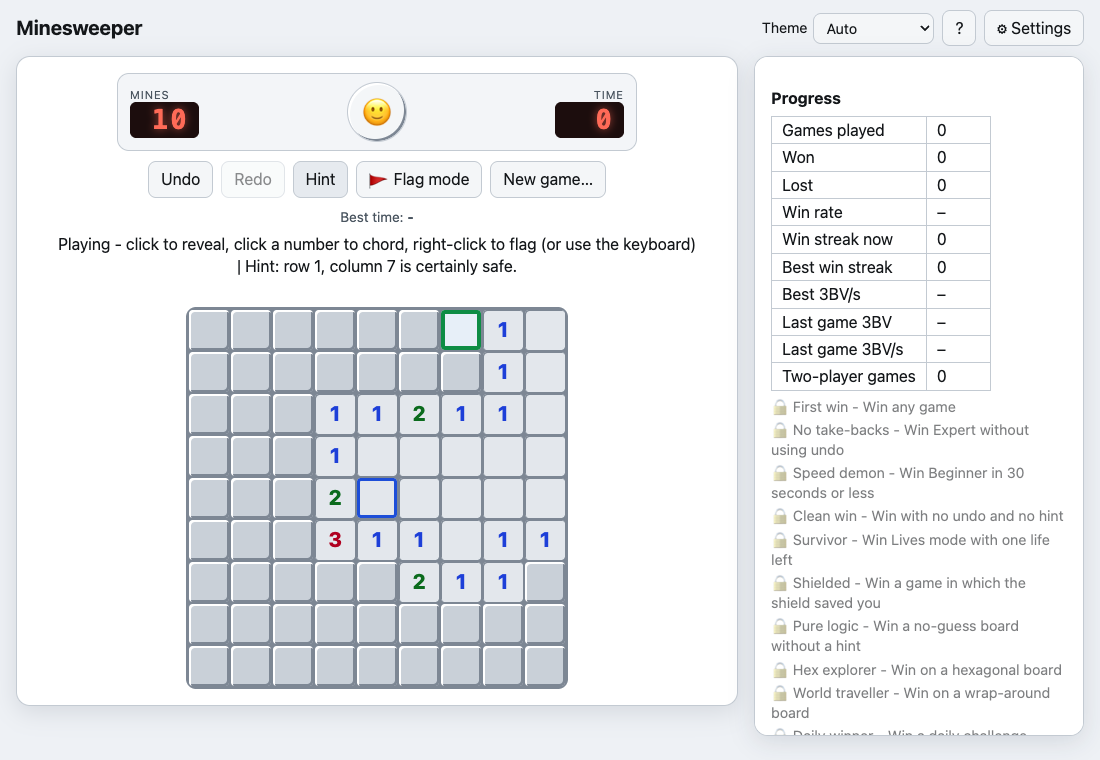 Minesweeper
Theme Auto ? ⚙ Settings
MINES
10
🙂
TIME
0
Undo Redo Hint 🚩 Flag mode New game...
Best time: -
Playing - click to reveal, click a number to chord, right-click to flag (or use the keyboard)
| Hint: row 1, column 7 is certainly safe.
1
1
1 1 2 1 1
1
2
3 1 1 1 1
2 1 1
Progress
Games played 0
Won 0
Lost 0
Win rate –
Win streak now 0
Best win streak 0
Best 3BV/s –
Last game 3BV –
Last game 3BV/s –
Two-player games 0
🔒 First win - Win any game
🔒 No take-backs - Win Expert without
using undo
🔒 Speed demon - Win Beginner in 30
seconds or less
🔒 Clean win - Win with no undo and no hint
🔒 Survivor - Win Lives mode with one life
left
🔒 Shielded - Win a game in which the
shield saved you
🔒 Pure logic - Win a no-guess board
without a hint
🔒 Hex explorer - Win on a hexagonal board
🔒 World traveller - Win on a wrap-around
board
🔒 Daily winner - Win a daily challenge